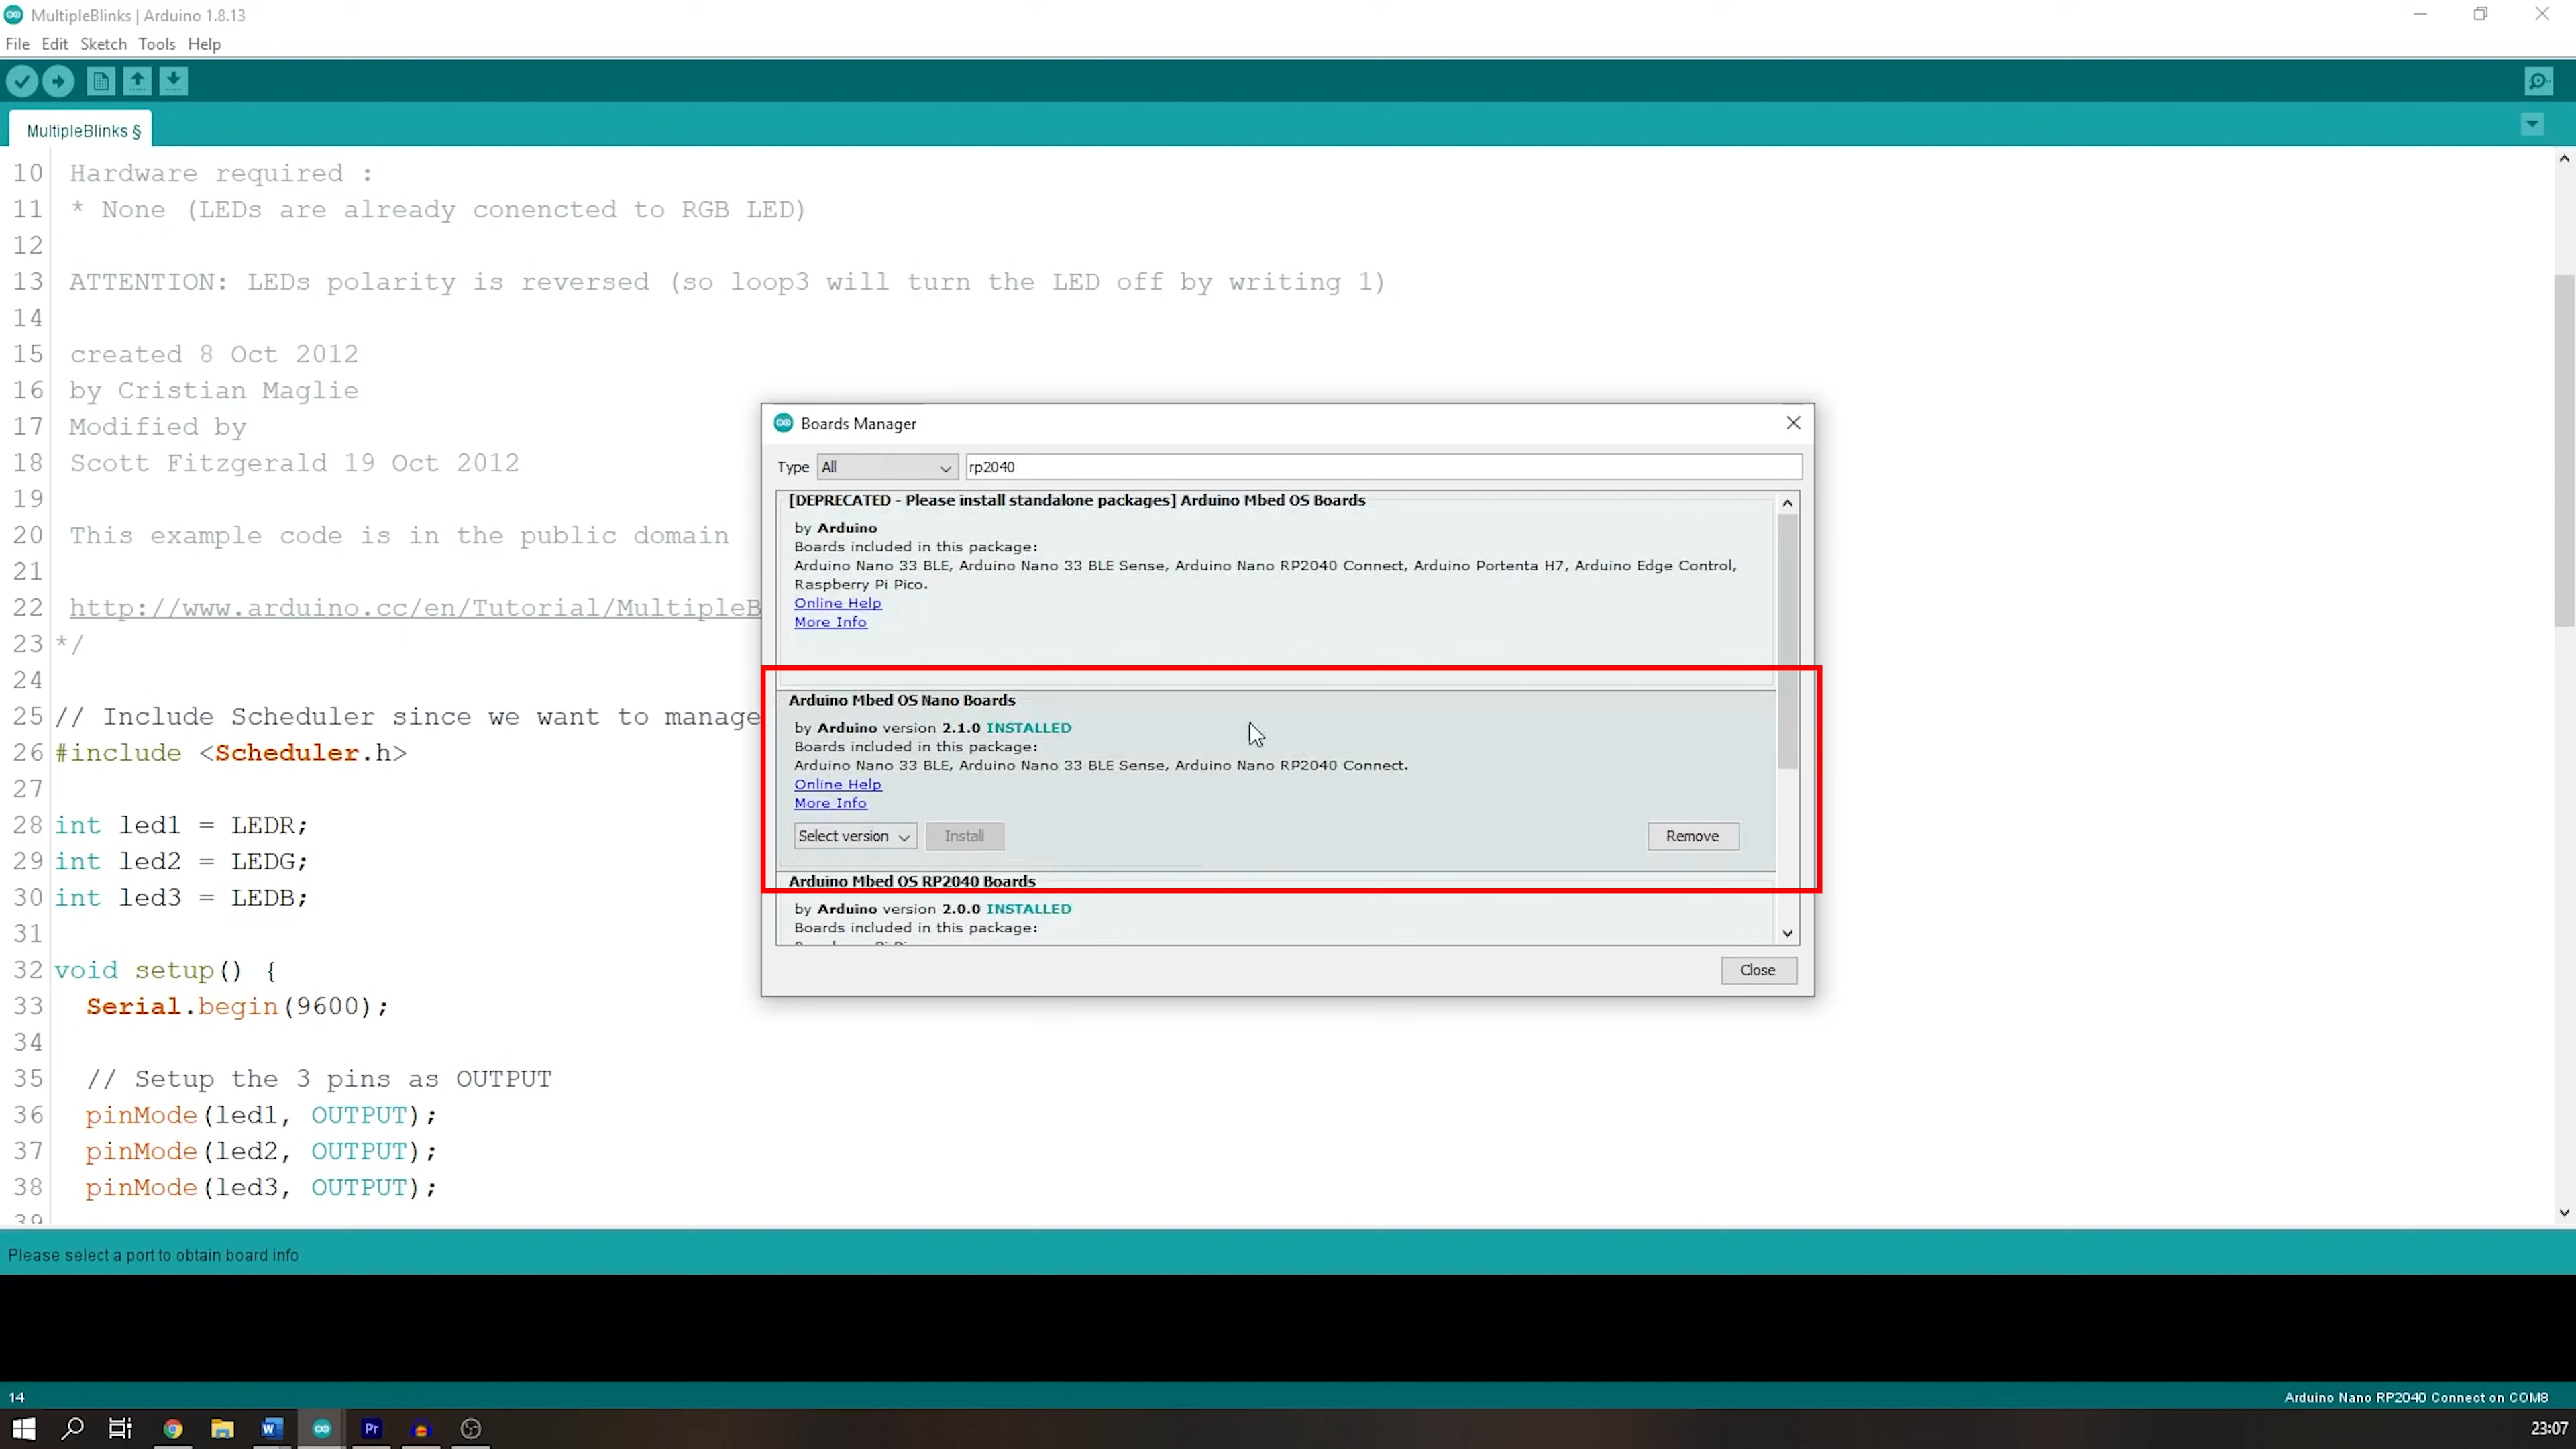 MultipleBlinks | Arduino 1.8.13
File Edit Sketch Tools Help
MultipleBlinks §
10 Hardware required :
11 * None (LEDs are already conencted to RGB LED)
12
13 ATTENTION: LEDs polarity is reversed (so loop3 will turn the LED off by writing 1)
14
15 created 8 Oct 2012
16 by Cristian Maglie
17 Modified by
18 Scott Fitzgerald 19 Oct 2012
19
20 This example code is in the public domain
21
22 http://www.arduino.cc/en/Tutorial/MultipleB
23 */
24
25 // Include Scheduler since we want to manage
26 #include <Scheduler.h>
27
28 int led1 = LEDR;
29 int led2 = LEDG;
30 int led3 = LEDB;
31
32 void setup() {
33 Serial.begin(9600);
34
35 // Setup the 3 pins as OUTPUT
36 pinMode(led1, OUTPUT);
37 pinMode(led2, OUTPUT);
38 pinMode(led3, OUTPUT);
39
Boards Manager
Type All rp2040
[DEPRECATED - Please install standalone packages] Arduino Mbed OS Boards
by Arduino
Boards included in this package:
Arduino Nano 33 BLE, Arduino Nano 33 BLE Sense, Arduino Nano RP2040 Connect, Arduino Portenta H7, Arduino Edge Control,
Raspberry Pi Pico.
Online Help
More Info
Arduino Mbed OS Nano Boards
by Arduino version 2.1.0 INSTALLED
Boards included in this package:
Arduino Nano 33 BLE, Arduino Nano 33 BLE Sense, Arduino Nano RP2040 Connect.
Online Help
More Info
Select version Install Remove
Arduino Mbed OS RP2040 Boards
by Arduino version 2.0.0 INSTALLED
Boards included in this package:
Close
Please select a port to obtain board info
14 Arduino Nano RP2040 Connect on COM8
W Pr 23:07